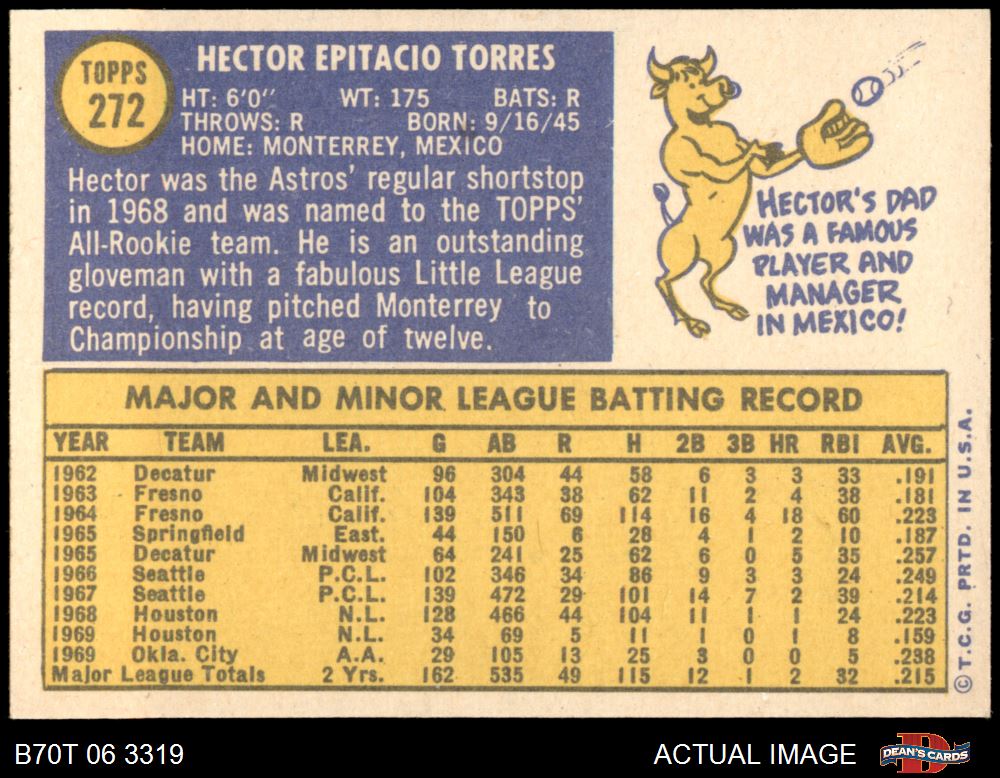 TOPPS
272
HECTOR EPITACIO TORRES
HT: 6'0" WT: 175 BATS: R
THROWS: R BORN: 9/16/45
HOME: MONTERREY, MEXICO
Hector was the Astros' regular shortstop
in 1968 and was named to the TOPPS'
All-Rookie team. He is an outstanding
gloveman with a fabulous Little League
record, having pitched Monterrey to
Championship at age of twelve.
HECTOR'S DAD
WAS A FAMOUS
PLAYER AND
MANAGER
IN MEXICO!
MAJOR AND MINOR LEAGUE BATTING RECORD
YEAR TEAM LEA. G AB R H 2B 3B HR RBI AVG.
1962 Decatur Midwest 96 304 44 58 6 3 3 33 .191
1963 Fresno Calif. 104 343 38 62 11 2 4 38 .181
1964 Fresno Calif. 139 511 69 114 16 4 18 60 .223
1965 Springfield East. 44 150 6 28 4 1 2 10 .187
1965 Decatur Midwest 64 241 25 62 6 0 5 35 .257
1966 Seattle P.C.L. 102 346 34 86 9 3 3 24 .249
1967 Seattle P.C.L. 139 472 29 101 14 7 2 39 .214
1968 Houston N.L. 128 466 44 104 11 1 1 24 .223
1969 Houston N.L. 34 69 5 11 1 0 1 8 .159
1969 Okla. City A.A. 29 105 13 25 3 0 0 5 .238
Major League Totals 2 Yrs. 162 535 49 115 12 1 2 32 .215
©T.C.G. PRTD. IN U.S.A.
B70T 06 3319 ACTUAL IMAGE DEAN'S CARDS